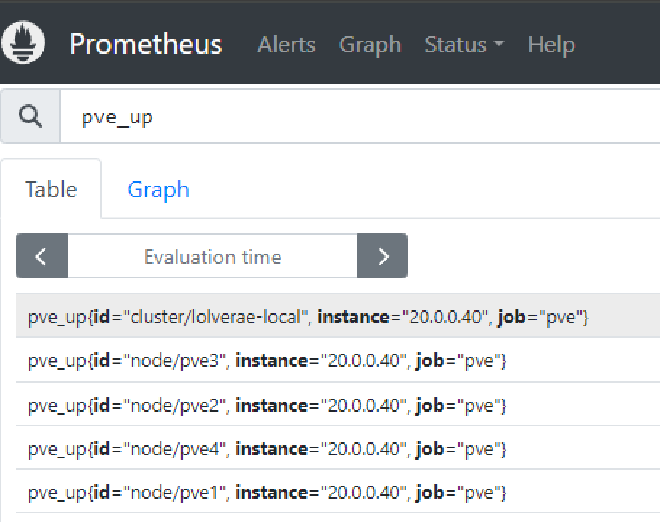 Prometheus Alerts Graph Status Help
pve_up
Table Graph
Evaluation time
pve_up{id="cluster/lolverae-local", instance="20.0.0.40", job="pve"}
pve_up{id="node/pve3", instance="20.0.0.40", job="pve"}
pve_up{id="node/pve2", instance="20.0.0.40", job="pve"}
pve_up{id="node/pve4", instance="20.0.0.40", job="pve"}
pve_up{id="node/pve1", instance="20.0.0.40", job="pve"}